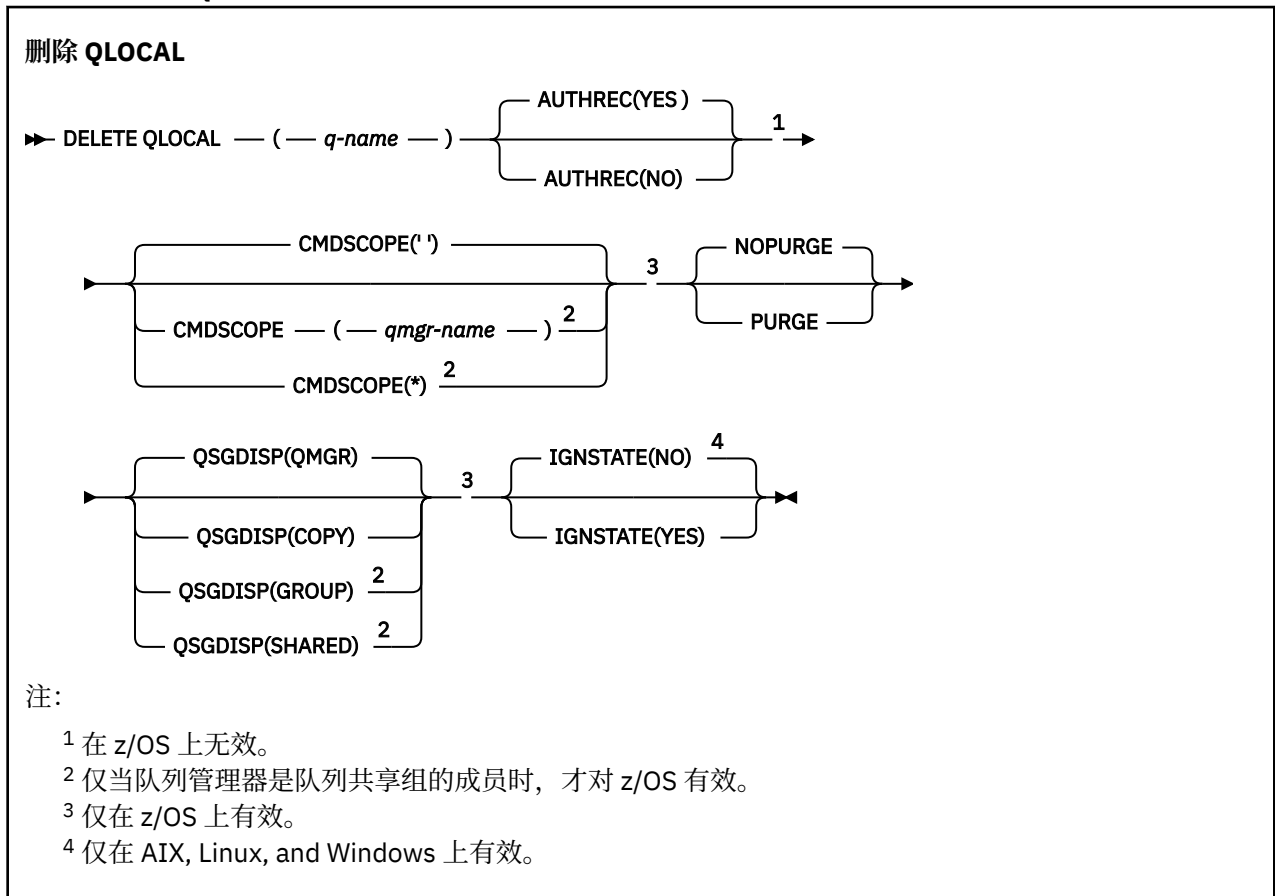 删除 QLOCAL
AUTHREC(YES )
DELETE QLOCAL ( q-name ) 1
AUTHREC(NO)
CMDSCOPE(' ') NOPURGE
3
CMDSCOPE ( qmgr-name ) 2 PURGE
CMDSCOPE(*) 2
QSGDISP(QMGR) IGNSTATE(NO) 4
3
QSGDISP(COPY) IGNSTATE(YES)
QSGDISP(GROUP) 2
QSGDISP(SHARED) 2
注:
1 在 z/OS 上无效。
2 仅当队列管理器是队列共享组的成员时，才对 z/OS 有效。
3 仅在 z/OS 上有效。
4 仅在 AIX, Linux, and Windows 上有效。